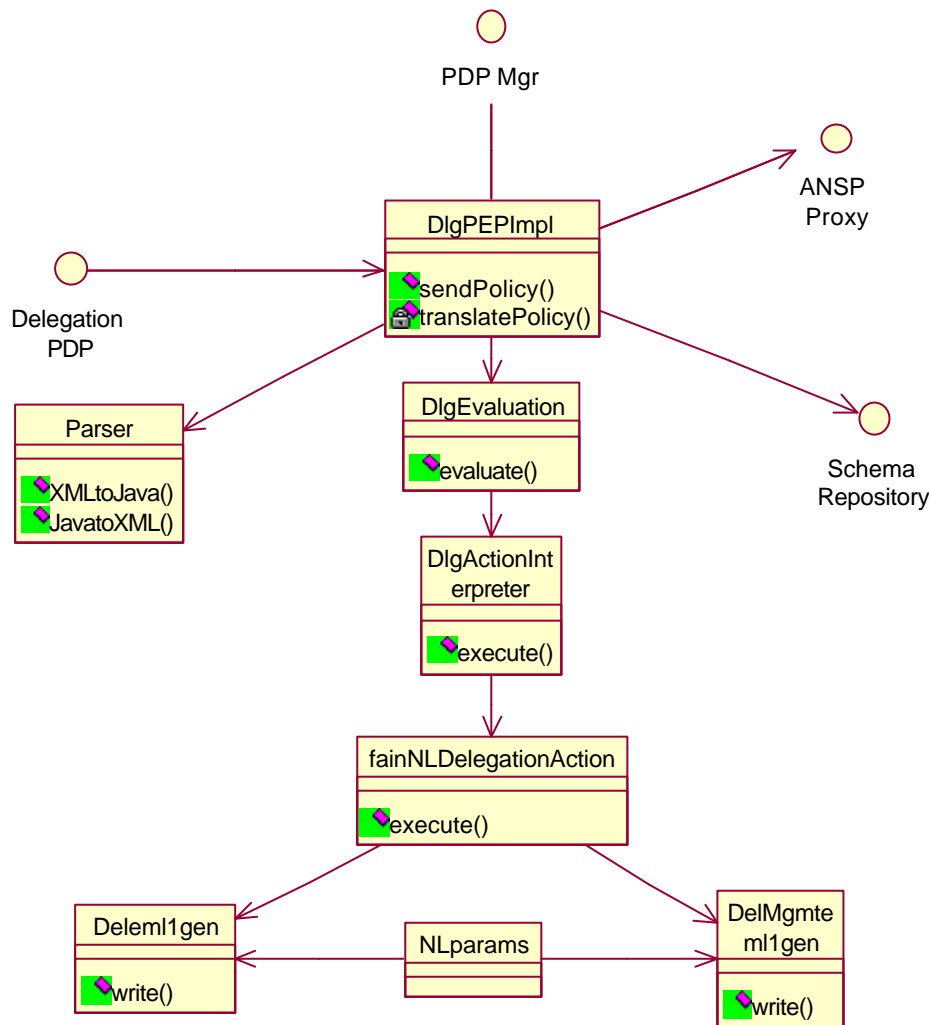 PDP Mgr
ANSP
Proxy
DlgPEPImpl
sendPolicy()
translatePolicy()
Delegation
PDP
Parser
XMLtoJava()
JavatoXML()
DlgEvaluation
evaluate()
Schema
Repository
DlgActionInt
erpreter
execute()
fainNLDelegationAction
execute()
Deleml1gen
write()
NLparams
DelMgmte
ml1gen
write()